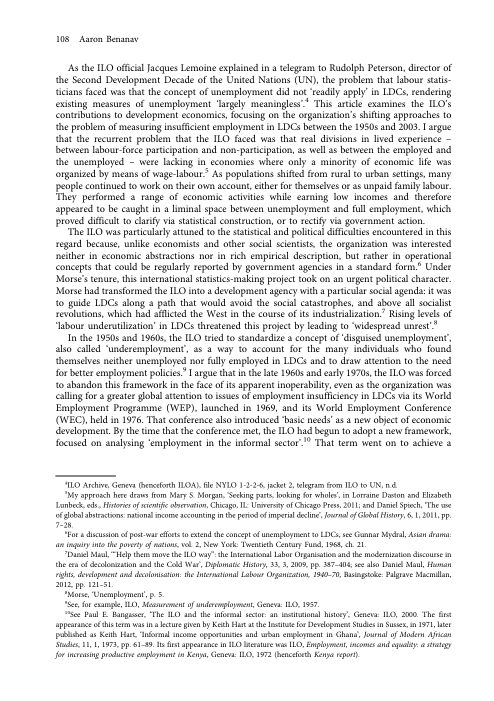 108 Aaron Benanav
As the ILO official Jacques Lemoine explained in a telegram to Rudolph Peterson, director of
the Second Development Decade of the United Nations (UN), the problem that labour statis-
ticians faced was that the concept of unemployment did not ‘readily apply’ in LDCs, rendering
existing measures of unemployment ‘largely meaningless’.4 This article examines the ILO’s
contributions to development economics, focusing on the organization’s shifting approaches to
the problem of measuring insufficient employment in LDCs between the 1950s and 2003. I argue
that the recurrent problem that the ILO faced was that real divisions in lived experience –
between labour-force participation and non-participation, as well as between the employed and
the unemployed – were lacking in economies where only a minority of economic life was
organized by means of wage-labour.5 As populations shifted from rural to urban settings, many
people continued to work on their own account, either for themselves or as unpaid family labour.
They performed a range of economic activities while earning low incomes and therefore
appeared to be caught in a liminal space between unemployment and full employment, which
proved difficult to clarify via statistical construction, or to rectify via government action.
The ILO was particularly attuned to the statistical and political difficulties encountered in this
regard because, unlike economists and other social scientists, the organization was interested
neither in economic abstractions nor in rich empirical description, but rather in operational
concepts that could be regularly reported by government agencies in a standard form.6 Under
Morse’s tenure, this international statistics-making project took on an urgent political character.
Morse had transformed the ILO into a development agency with a particular social agenda: it was
to guide LDCs along a path that would avoid the social catastrophes, and above all socialist
revolutions, which had afflicted the West in the course of its industrialization.7 Rising levels of
‘labour underutilization’ in LDCs threatened this project by leading to ‘widespread unrest’.8
In the 1950s and 1960s, the ILO tried to standardize a concept of ‘disguised unemployment’,
also called ‘underemployment’, as a way to account for the many individuals who found
themselves neither unemployed nor fully employed in LDCs and to draw attention to the need
for better employment policies.9 I argue that in the late 1960s and early 1970s, the ILO was forced
to abandon this framework in the face of its apparent inoperability, even as the organization was
calling for a greater global attention to issues of employment insufficiency in LDCs via its World
Employment Programme (WEP), launched in 1969, and its World Employment Conference
(WEC), held in 1976. That conference also introduced ‘basic needs’ as a new object of economic
development. By the time that the conference met, the ILO had begun to adopt a new framework,
focused on analysing ‘employment in the informal sector’.10 That term went on to achieve a
4ILO Archive, Geneva (henceforth ILOA), file NYLO 1-2-2-6, jacket 2, telegram from ILO to UN, n.d.
5My approach here draws from Mary S. Morgan, ‘Seeking parts, looking for wholes’, in Lorraine Daston and Elizabeth
Lunbeck, eds., Histories of scientific observation, Chicago, IL: University of Chicago Press, 2011; and Daniel Speich, ‘The use
of global abstractions: national income accounting in the period of imperial decline’, Journal of Global History, 6, 1, 2011, pp.
7–28.
6For a discussion of post-war efforts to extend the concept of unemployment to LDCs, see Gunnar Mydral, Asian drama:
an inquiry into the poverty of nations, vol. 2, New York: Twentieth Century Fund, 1968, ch. 21.
7Daniel Maul, ‘"Help them move the ILO way": the International Labor Organisation and the modernization discourse in
the era of decolonization and the Cold War’, Diplomatic History, 33, 3, 2009, pp. 387–404; see also Daniel Maul, Human
rights, development and decolonisation: the International Labour Organization, 1940–70, Basingstoke: Palgrave Macmillan,
2012, pp. 121–51.
8Morse, ‘Unemployment’, p. 5.
9See, for example, ILO, Measurement of underemployment, Geneva: ILO, 1957.
10See Paul E. Bangasser, ‘The ILO and the informal sector: an institutional history’, Geneva: ILO, 2000. The first
appearance of this term was in a lecture given by Keith Hart at the Institute for Development Studies in Sussex, in 1971, later
published as Keith Hart, ‘Informal income opportunities and urban employment in Ghana’, Journal of Modern African
Studies, 11, 1, 1973, pp. 61–89. Its first appearance in ILO literature was ILO, Employment, incomes and equality: a strategy
for increasing productive employment in Kenya, Geneva: ILO, 1972 (henceforth Kenya report).